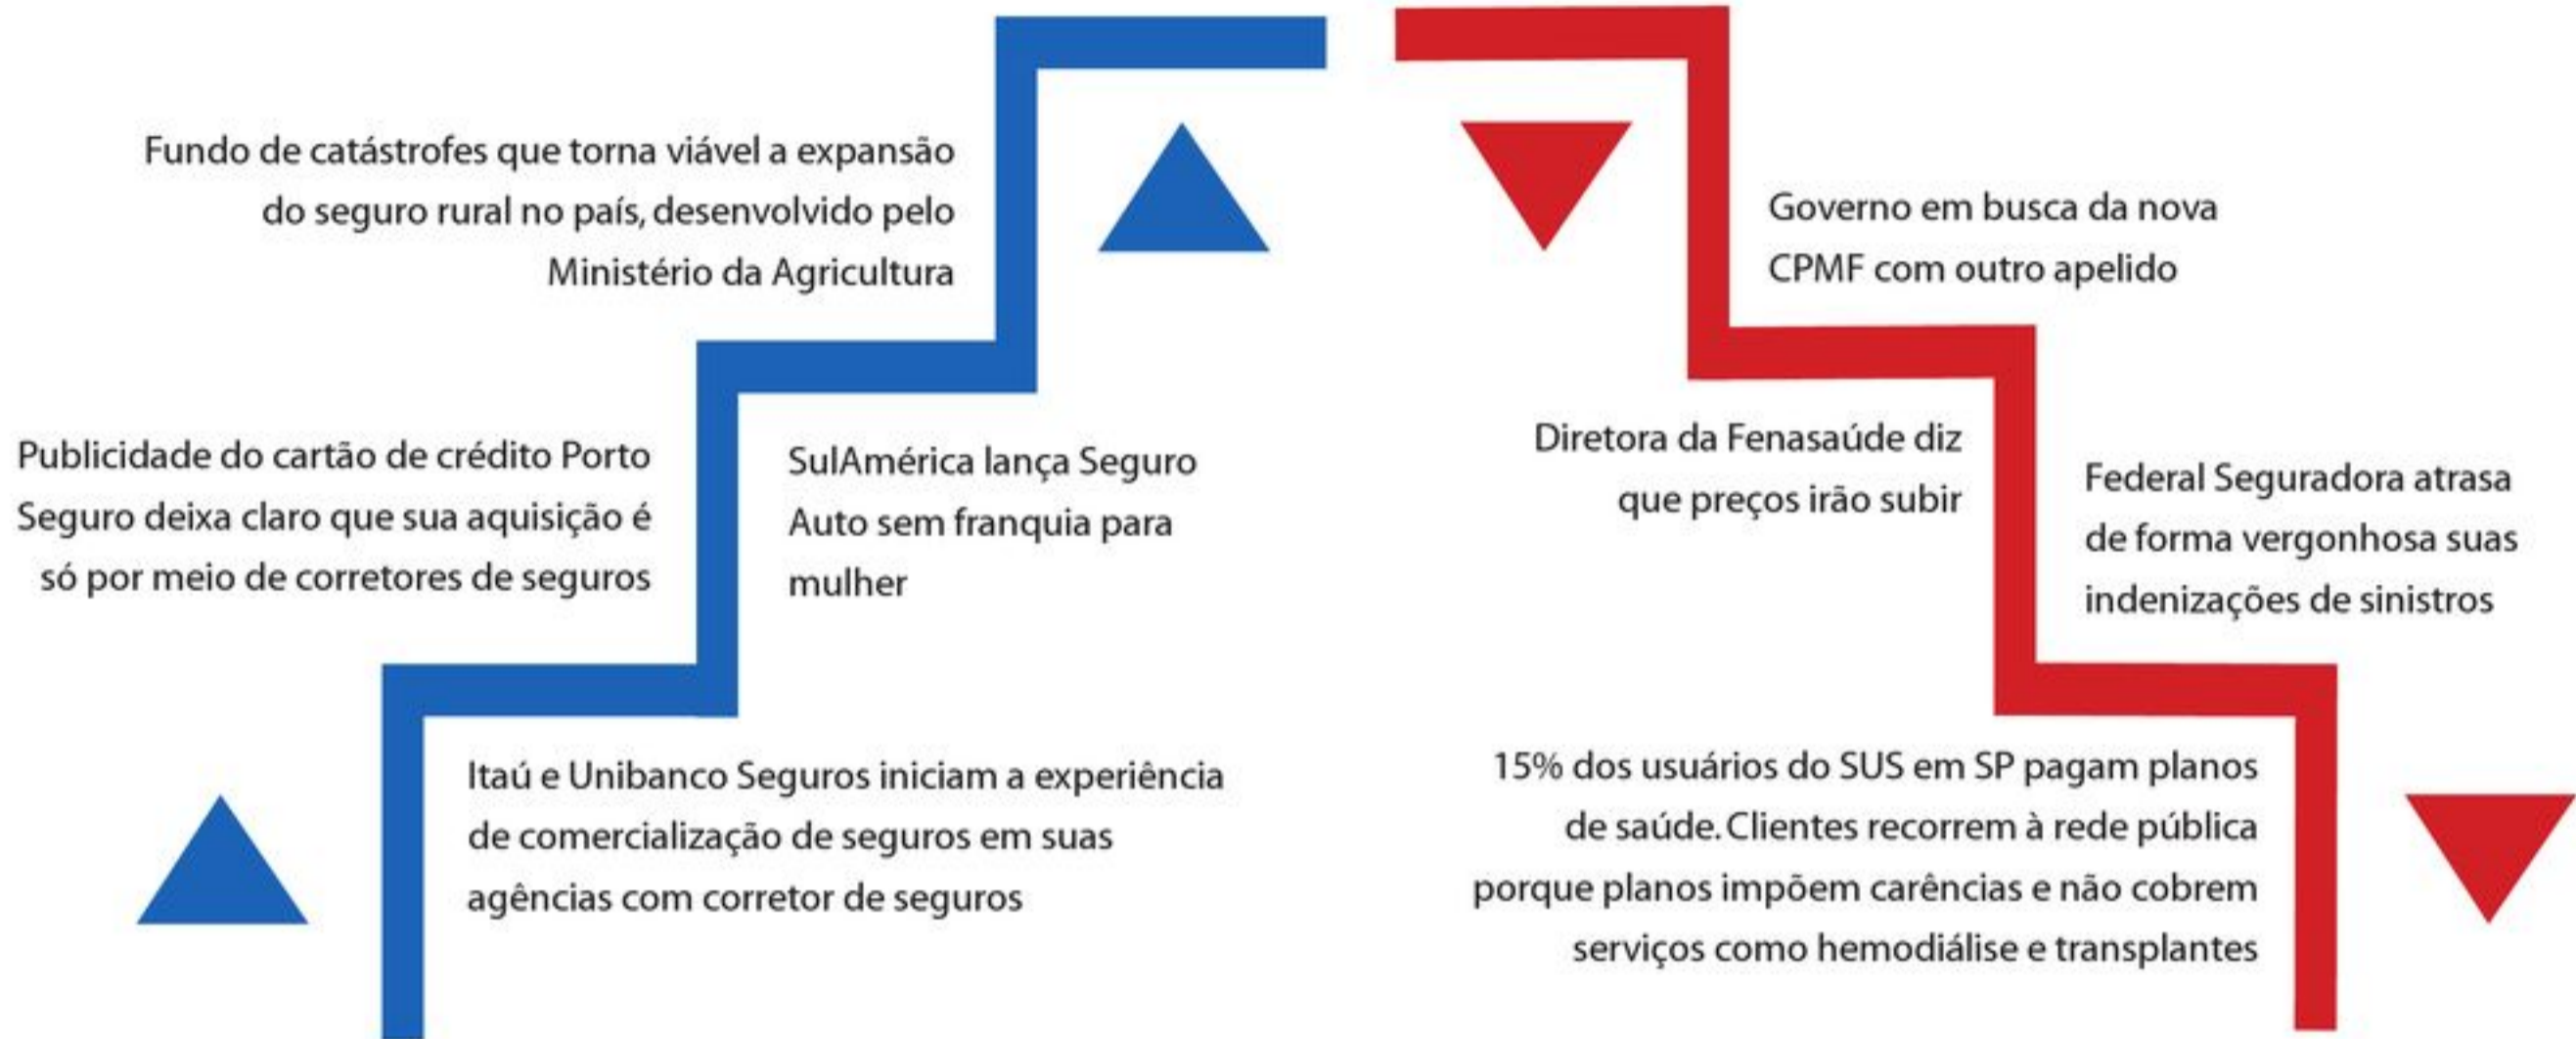 Fundo de catástrofes que torna viável a expansão
do seguro rural no país, desenvolvido pelo
Ministério da Agricultura
Publicidade do cartão de crédito Porto
Seguro deixa claro que sua aquisição é
só por meio de corretores de seguros
SulAmérica lança Seguro
Auto sem franquia para
mulher
Itaú e Unibanco Seguros iniciam a experiência
de comercialização de seguros em suas
agências com corretor de seguros
Governo em busca da nova
CPMF com outro apelido
Diretora da Fenasaúde diz
que preços irão subir
Federal Seguradora atrasa
de forma vergonhosa suas
indenizações de sinistros
15% dos usuários do SUS em SP pagam planos
de saúde. Clientes recorrem à rede pública
porque planos impõem carências e não cobrem
serviços como hemodiálise e transplantes